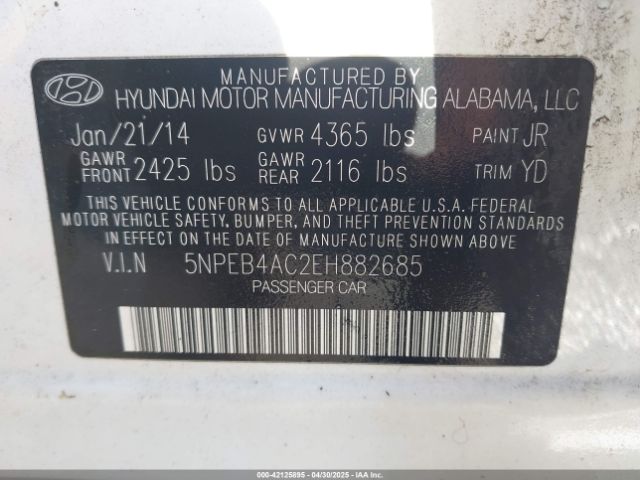 MANUFACTURED BY
HYUNDAI MOTOR MANUFACTURING ALABAMA, LLC
Jan/21/14 GVWR 4365 lbs PAINT JR
GAWR FRONT 2425 lbs GAWR REAR 2116 lbs TRIM YD
THIS VEHICLE CONFORMS TO ALL APPLICABLE U.S.A. FEDERAL
MOTOR VEHICLE SAFETY, BUMPER, AND THEFT PREVENTION STANDARDS
IN EFFECT ON THE DATE OF MANUFACTURE SHOWN ABOVE.
V.I.N 5NPEB4AC2EH882685
PASSENGER CAR
000-42125895 - 04/30/2025 - IAAI.COM